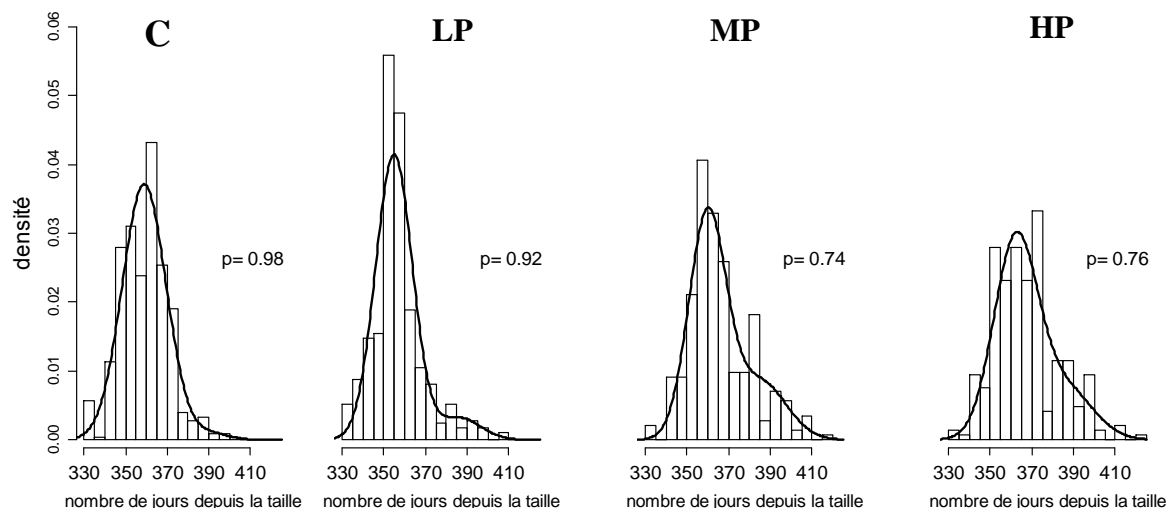 C LP MP HP
densité
0.06
0.05
0.04
0.03
0.02
0.01
0.00
p= 0.98 p= 0.92 p= 0.74 p= 0.76
330 350 370 390 410 330 350 370 390 410 330 350 370 390 410 330 350 370 390 410
nombre de jours depuis la taille nombre de jours depuis la taille nombre de jours depuis la taille nombre de jours depuis la taille